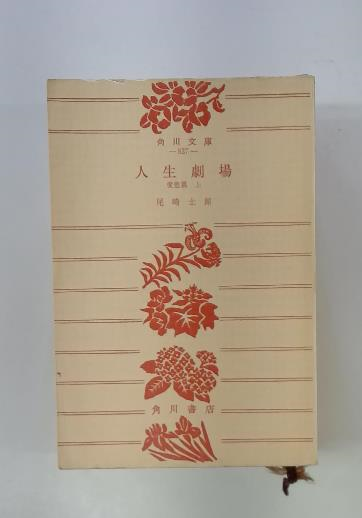 角川文庫
—827—
人生劇場
愛慾篇 上
尾崎士郎
角川書店